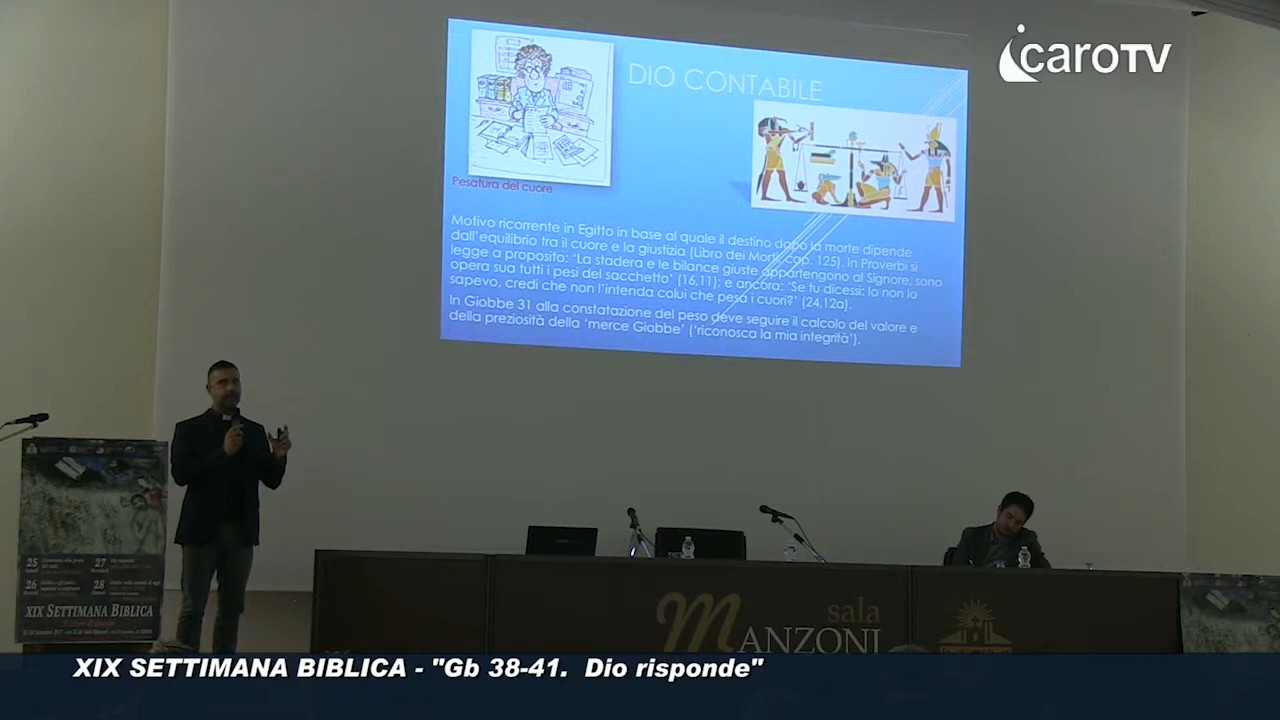 icaroTV
DIO CONTABILE
Pesatura del cuore
Motivo ricorrente in Egitto in base al quale il destino dopo la morte dipende
dall'equilibrio tra il cuore e la giustizia (Libro dei Morti, cap. 125). In Proverbi si
legge a proposito: 'La stadera e le bilance giuste appartengono al Signore, sono
opera sua tutti i pesi del sacchetto' (16,11); e ancora: 'Se tu dicessi: Io non lo
sapevo, credi che non l'intenda colui che pesa i cuori?' (24,12a).
In Giobbe 31 alla constatazione del peso deve seguire il calcolo del valore e
della preziosità della 'merce Giobbe' ('riconosca la mia integrità').
25
27
26
28
XIX SETTIMANA BIBLICA
sala
MANZONI
XIX SETTIMANA BIBLICA - "Gb 38-41. Dio risponde"